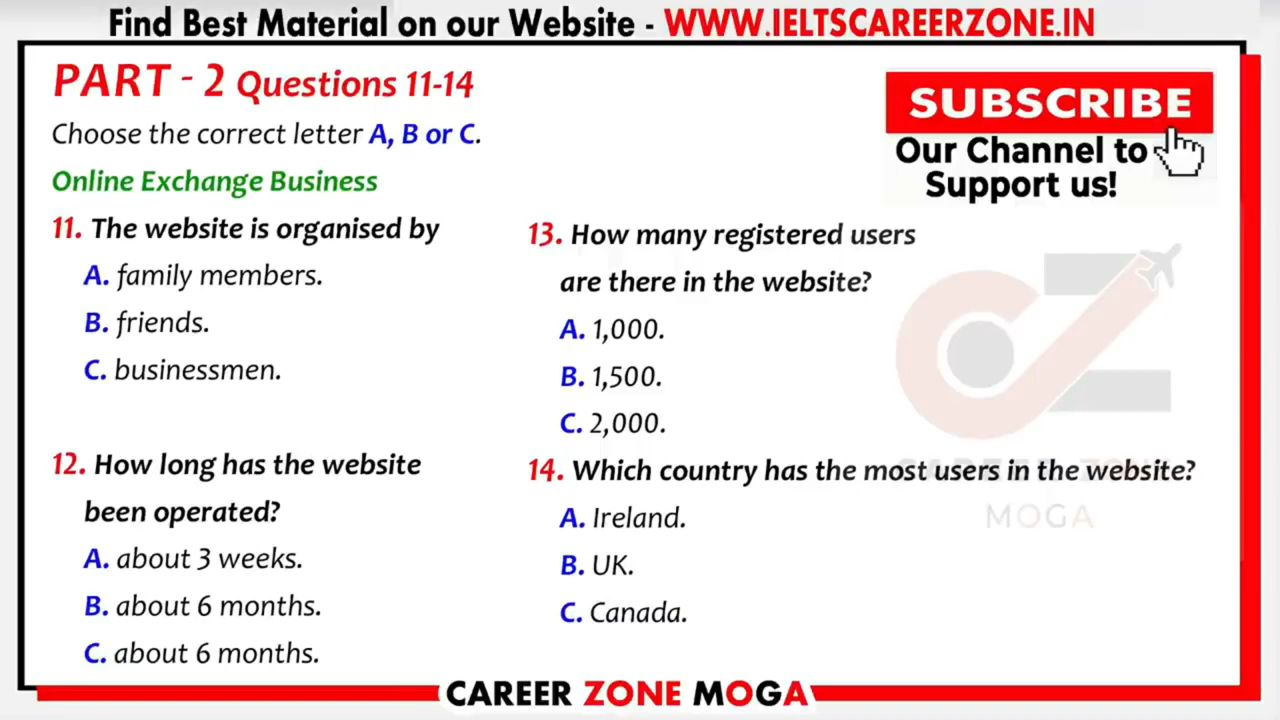 Find Best Material on our Website - WWW.IELTSCAREERZONE.IN
PART - 2 Questions 11-14
Choose the correct letter A, B or C.
Online Exchange Business
11. The website is organised by
A. family members.
B. friends.
C. businessmen.
12. How long has the website
been operated?
A. about 3 weeks.
B. about 6 months.
C. about 6 months.
SUBSCRIBE
Our Channel to
Support us!
13. How many registered users
are there in the website?
A. 1,000.
B. 1,500.
C. 2,000.
14. Which country has the most users in the website?
A. Ireland.
B. UK.
C. Canada.
CAREER ZONE
MOGA
CAREER ZONE MOGA